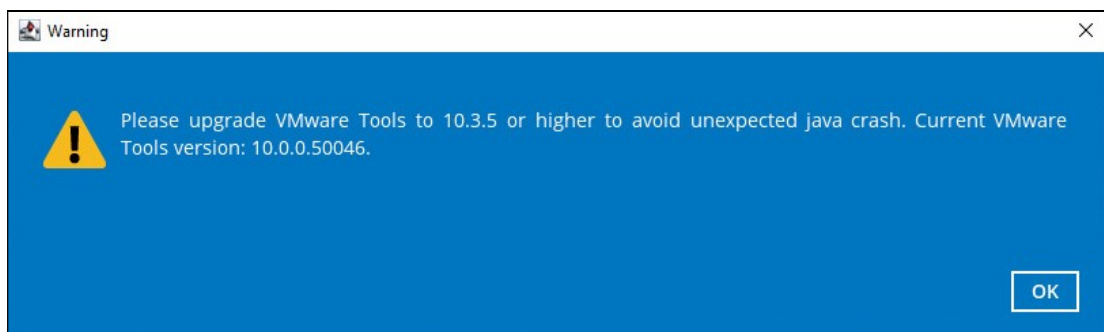 Warning
Please upgrade VMware Tools to 10.3.5 or higher to avoid unexpected java crash. Current VMware
Tools version: 10.0.0.50046.
OK